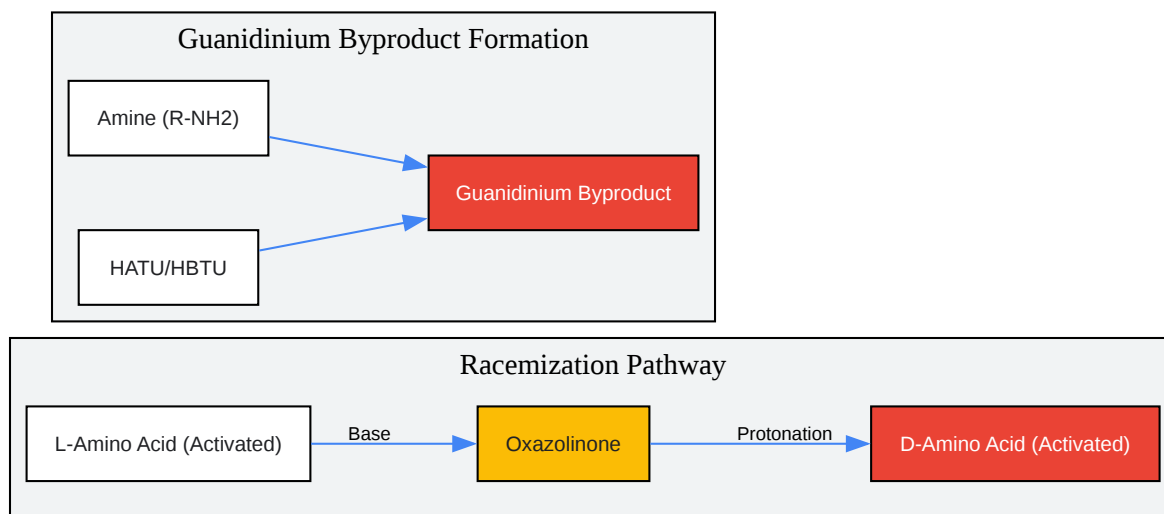 Guanidinium Byproduct Formation
Amine (R-NH2)
Guanidinium Byproduct
HATU/HBTU
Racemization Pathway
L-Amino Acid (Activated)
Base
Oxazolinone
Protonation
D-Amino Acid (Activated)